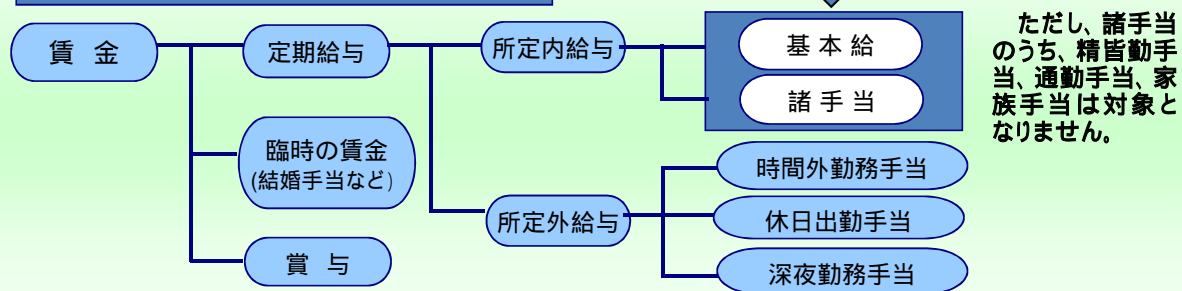 賃 金
定期給与
所定内給与
基 本 給
諸 手 当
ただし、諸手当
のうち、精皆勤手
当、通勤手当、家
族手当は対象と
なりません。
臨時の賃金
(結婚手当など)
所定外給与
時間外勤務手当
休日出勤手当
深夜勤務手当
賞 与